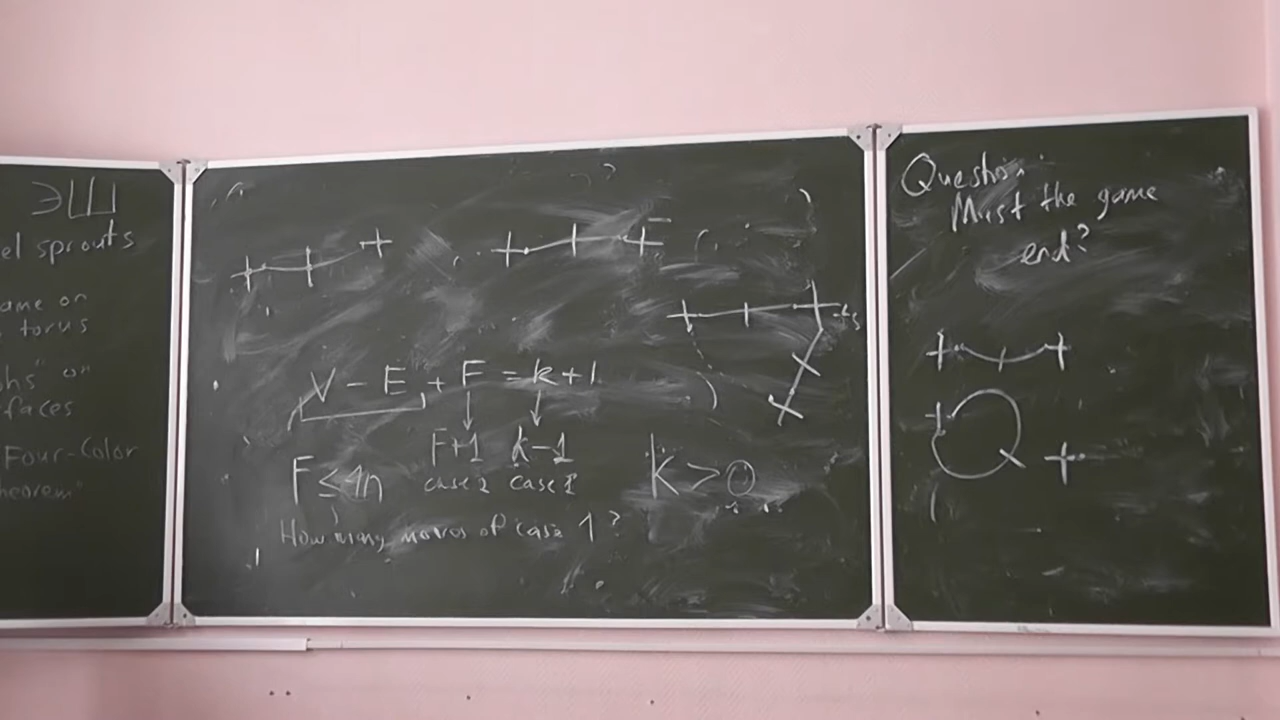 ЭШ
el sprouts
ame on
torus
hs" on
faces
Four-Color
heorem"
V - E + F = k + 1
F+1 k-1
case 2 case 1
F ≤ 4n
K > 0
How many moves of case 1?
Question:
Must the game
end?